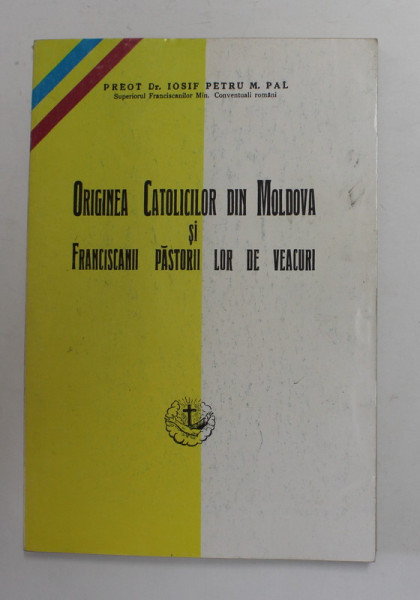 PREOT Dr. IOSIF PETRU M. PAL
Superiorul Franciscanilor Min. Conventuali români
ORIGINEA CATOLICILOR DIN MOLDOVA
ȘI
FRANCISCANII PĂSTORII LOR DE VEACURI